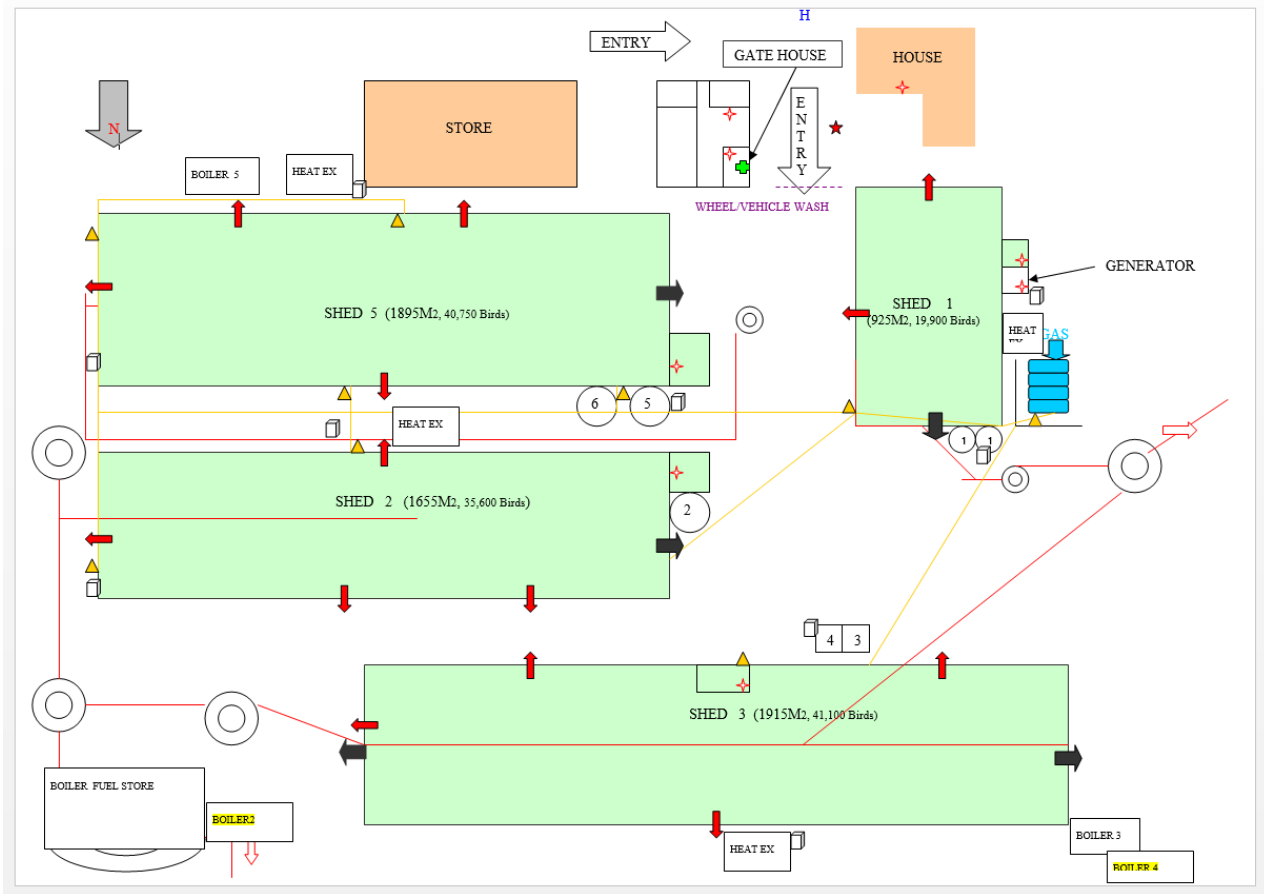 H
ENTRY
GATE HOUSE
HOUSE
E
N
T
R
Y
N
STORE
BOILER 5
HEAT EX
WHEEL/VEHICLE WASH
GENERATOR
SHED 5 (1895M2, 40,750 Birds)
SHED 1
(925M2, 19,900 Birds)
HEAT
GAS
6
5
HEAT EX
1
1
SHED 2 (1655M2, 35,600 Birds)
2
4
3
SHED 3 (1915M2, 41,100 Birds)
BOILER FUEL STORE
BOILER2
BOILER 3
HEAT EX
BOILER 4